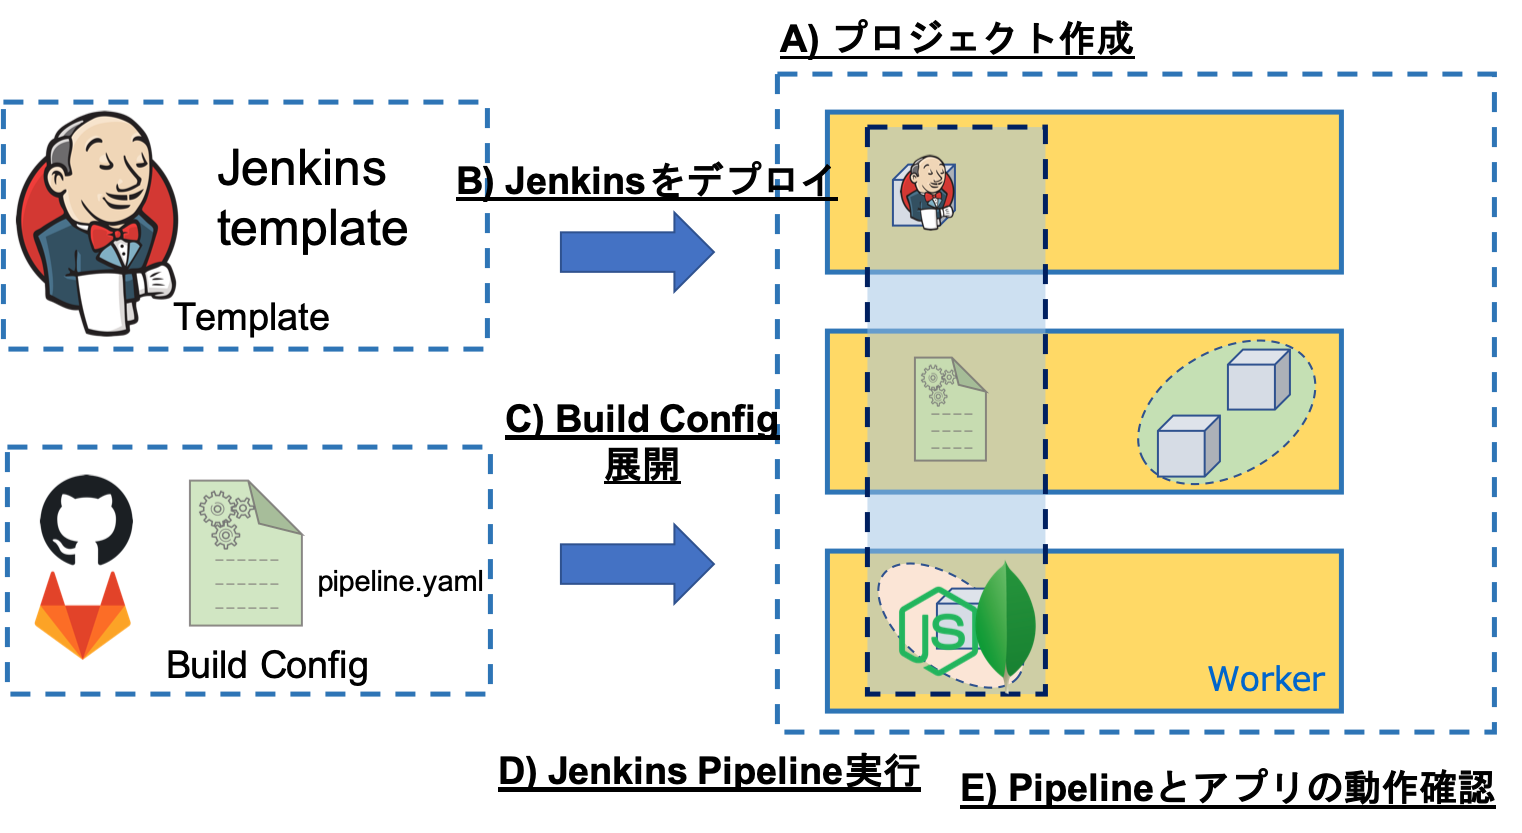 A) プロジェクト作成
Jenkins
template
Template
B) Jenkinsをデプロイ
C) Build Config
展開
pipeline.yaml
Build Config
JS
Worker
D) Jenkins Pipeline実行
E) Pipelineとアプリの動作確認